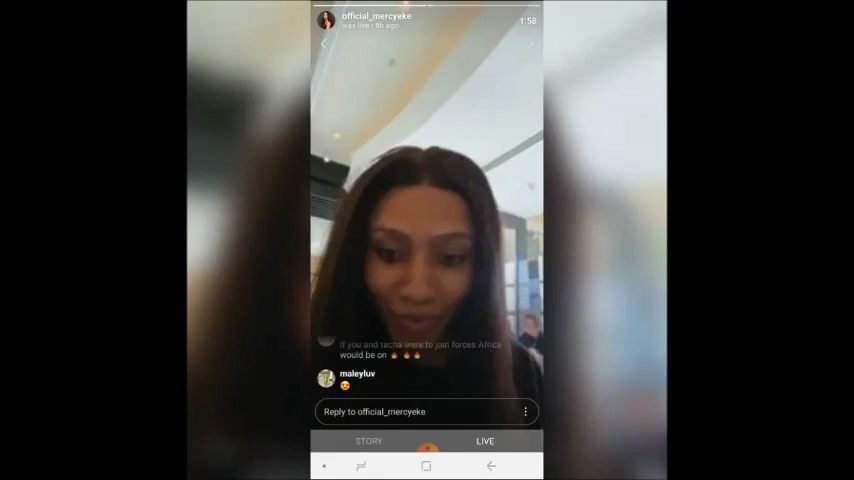 official_mercyeke
was live · 8h ago
1:58
If you and tacha were to join forces Africa
would be on 🔥 🔥🔥
maleyluv
😍
Reply to official_mercyeke
STORY
LIVE